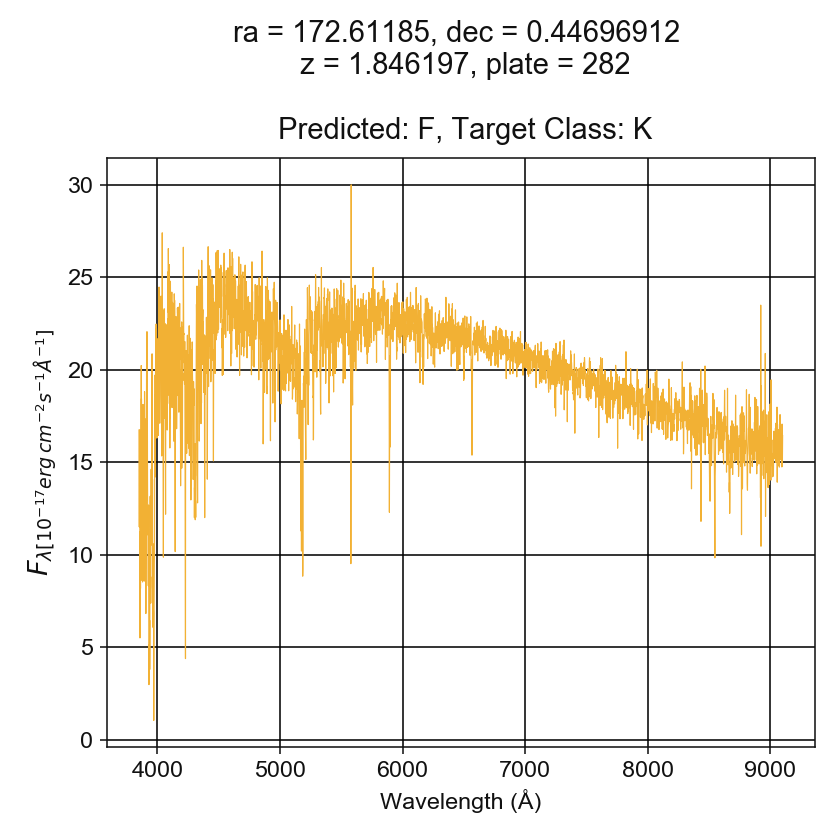 ra = 172.61185, dec = 0.44696912
z = 1.846197, plate = 282
Predicted: F, Target Class: K
30
25
20
15
10
5
0
F_{λ[10^{−17} erg cm^{−2} s^{−1} Å^{−1}]}
4000 5000 6000 7000 8000 9000
Wavelength (Å)